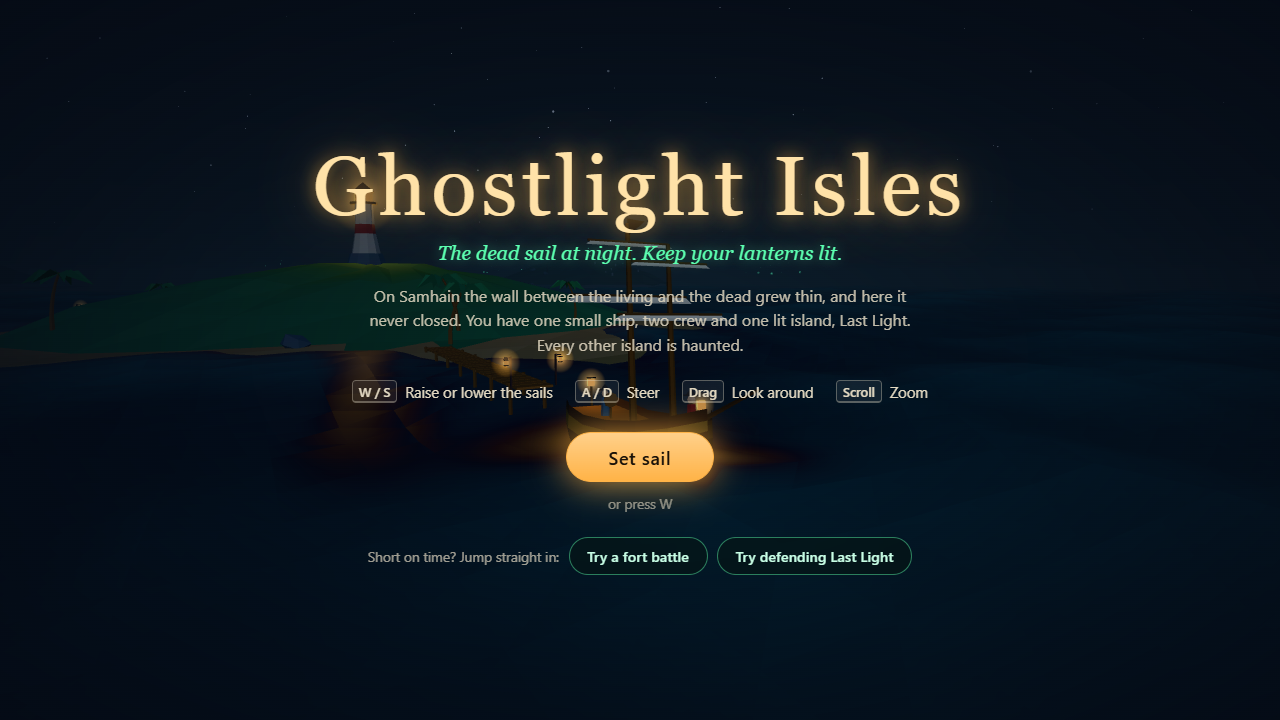 Ghostlight Isles
The dead sail at night. Keep your lanterns lit.
On Samhain the wall between the living and the dead grew thin, and here it
never closed. You have one small ship, two crew and one lit island, Last Light.
Every other island is haunted.
W / S Raise or lower the sails A / D Steer Drag Look around Scroll Zoom
Set sail
or press W
Short on time? Jump straight in: Try a fort battle Try defending Last Light